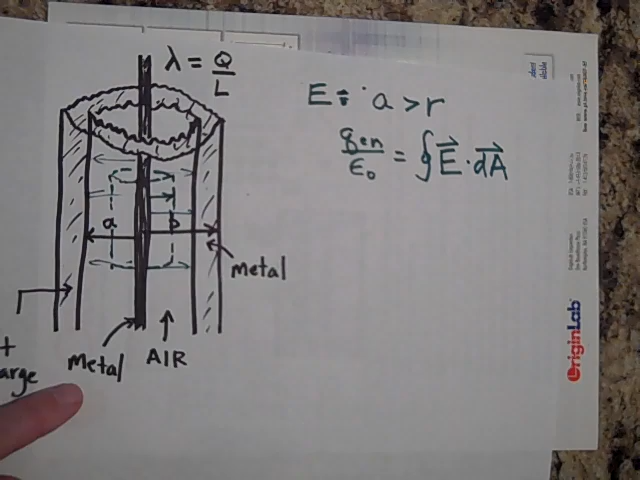 λ = Q
L
E: a > r
qen
ε₀ = ∮ E⃗ · dA⃗
a
b
Metal
Metal
AIR
+
arge
OriginLab